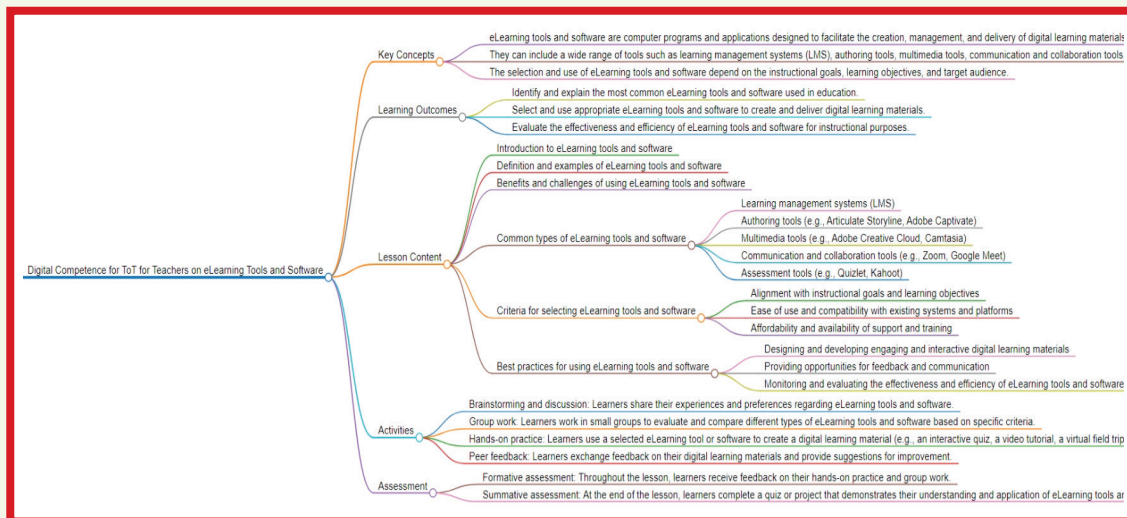 Digital Competence for ToT for Teachers on eLearning Tools and Software
Key Concepts
eLearning tools and software are computer programs and applications designed to facilitate the creation, management, and delivery of digital learning materials
They can include a wide range of tools such as learning management systems (LMS), authoring tools, multimedia tools, communication and collaboration tools
The selection and use of eLearning tools and software depend on the instructional goals, learning objectives, and target audience.
Learning Outcomes
Identify and explain the most common eLearning tools and software used in education.
Select and use appropriate eLearning tools and software to create and deliver digital learning materials.
Evaluate the effectiveness and efficiency of eLearning tools and software for instructional purposes.
Lesson Content
Introduction to eLearning tools and software
Definition and examples of eLearning tools and software
Benefits and challenges of using eLearning tools and software
Common types of eLearning tools and software
Learning management systems (LMS)
Authoring tools (e.g., Articulate Storyline, Adobe Captivate)
Multimedia tools (e.g., Adobe Creative Cloud, Camtasia)
Communication and collaboration tools (e.g., Zoom, Google Meet)
Assessment tools (e.g., Quizlet, Kahoot)
Criteria for selecting eLearning tools and software
Alignment with instructional goals and learning objectives
Ease of use and compatibility with existing systems and platforms
Affordability and availability of support and training
Best practices for using eLearning tools and software
Designing and developing engaging and interactive digital learning materials
Providing opportunities for feedback and communication
Monitoring and evaluating the effectiveness and efficiency of eLearning tools and software
Activities
Brainstorming and discussion: Learners share their experiences and preferences regarding eLearning tools and software.
Group work: Learners work in small groups to evaluate and compare different types of eLearning tools and software based on specific criteria.
Hands-on practice: Learners use a selected eLearning tool or software to create a digital learning material (e.g., an interactive quiz, a video tutorial, a virtual field trip
Peer feedback: Learners exchange feedback on their digital learning materials and provide suggestions for improvement.
Assessment
Formative assessment: Throughout the lesson, learners receive feedback on their hands-on practice and group work.
Summative assessment: At the end of the lesson, learners complete a quiz or project that demonstrates their understanding and application of eLearning tools